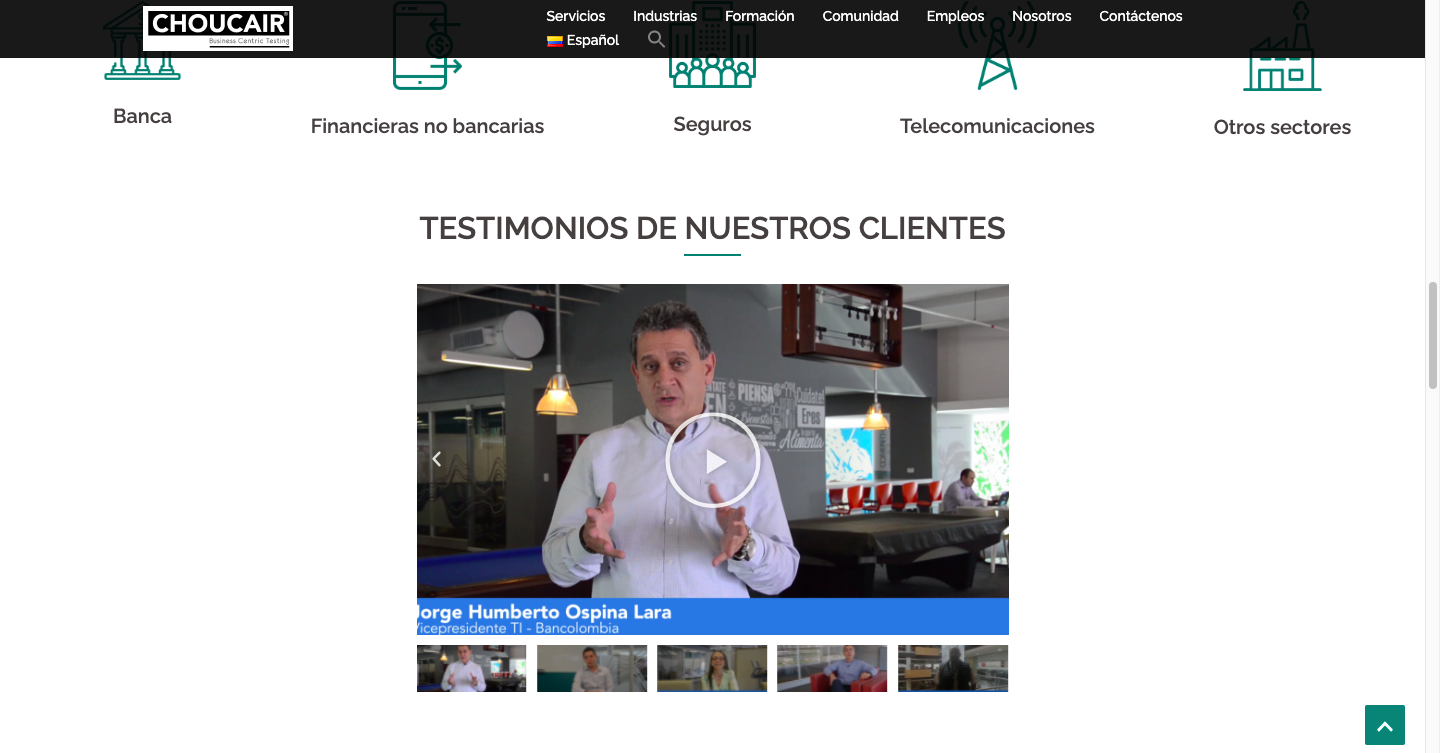 CHOUCAIR
Business Centric Testing
Servicios Industrias Formación Comunidad Empleos Nosotros Contáctenos
Español
Banca
Financieras no bancarias
Seguros
Telecomunicaciones
Otros sectores
TESTIMONIOS DE NUESTROS CLIENTES
PIENSA
Cuídate!
Eres
Alimenta
Jorge Humberto Ospina Lara
Vicepresidente TI - Bancolombia